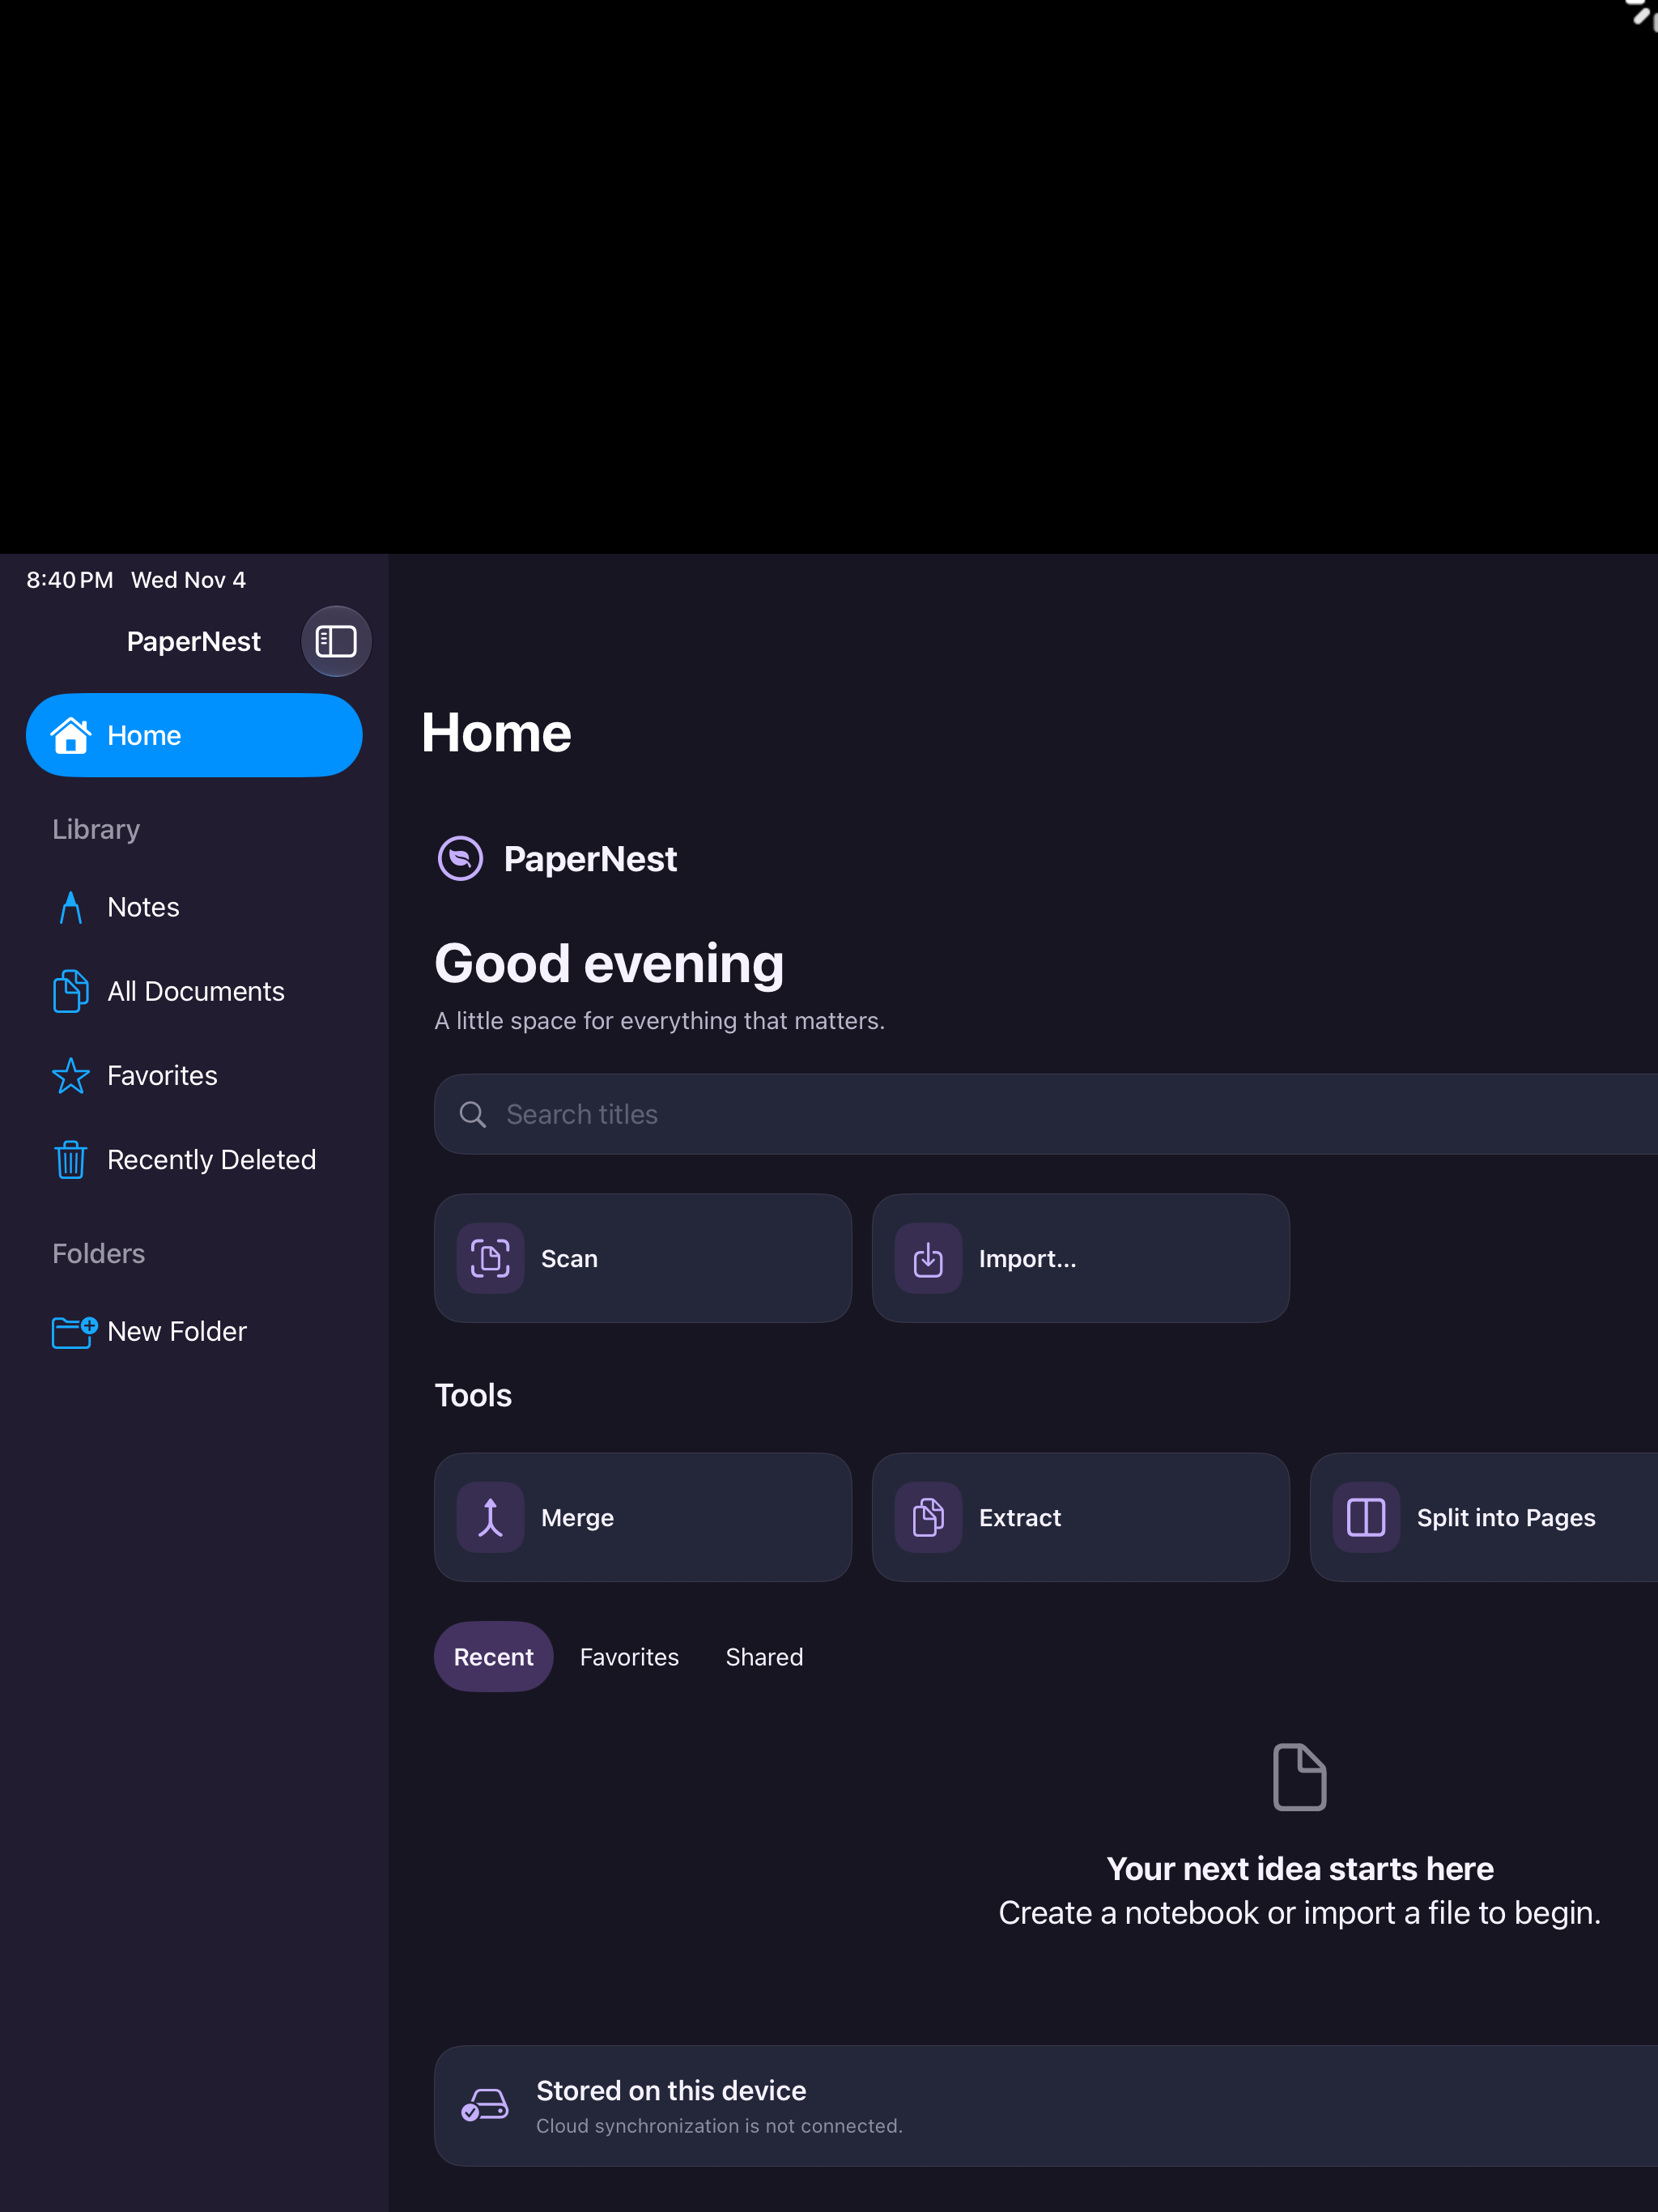 8:40 PM Wed Nov 4
PaperNest
Home
Library
Notes
All Documents
Favorites
Recently Deleted
Folders
New Folder
Home
PaperNest
Good evening
A little space for everything that matters.
Search titles
Scan
Import...
Tools
Merge
Extract
Split into Pages
Recent
Favorites
Shared
Your next idea starts here
Create a notebook or import a file to begin.
Stored on this device
Cloud synchronization is not connected.